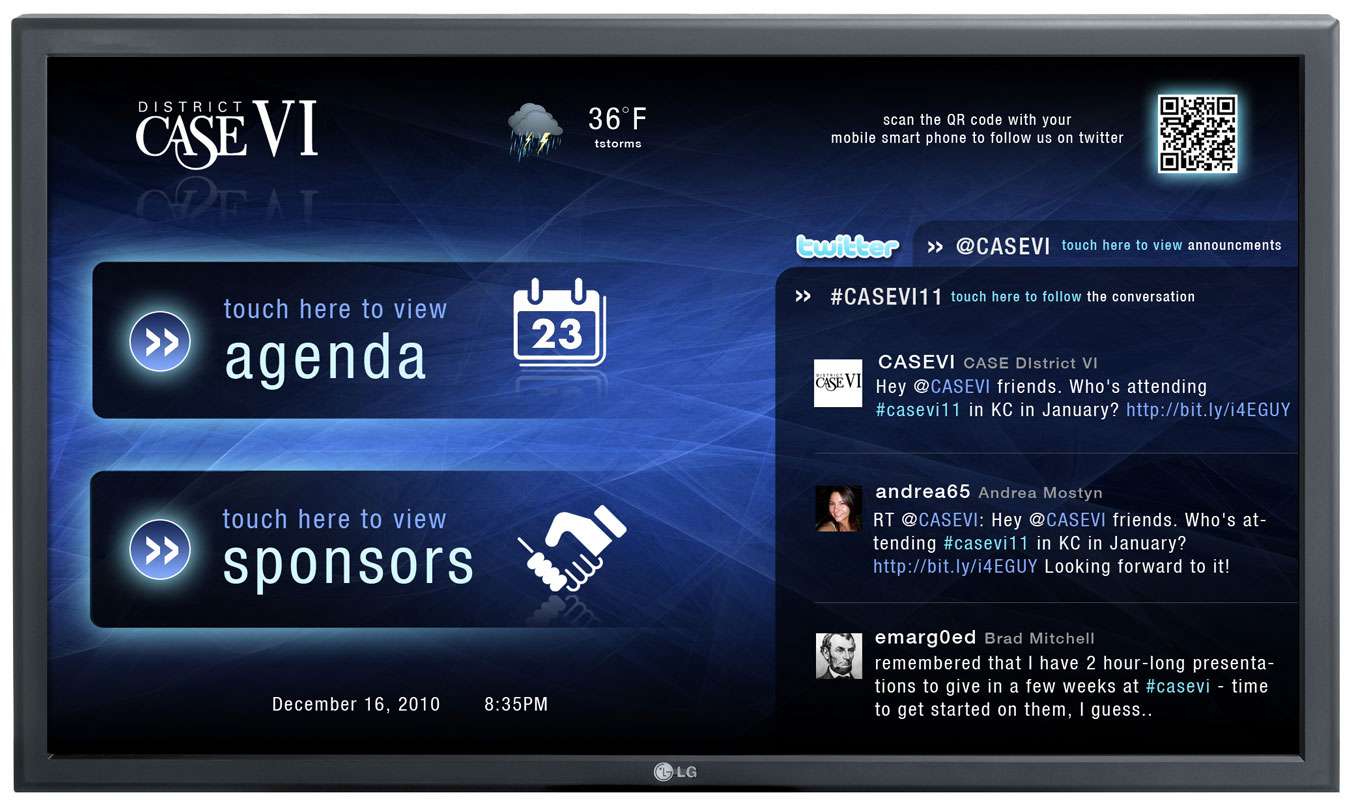 DISTRICT
CASE VI
36°F
tstorms
scan the QR code with your
mobile smart phone to follow us on twitter
touch here to view
agenda
23
touch here to view
sponsors
December 16, 2010 8:35PM
twitter
>> @CASEVI touch here to view announcments
>> #CASEVI11 touch here to follow the conversation
DISTRICT
CASE VI
CASEVI CASE DIstrict VI
Hey @CASEVI friends. Who's attending
#casevi11 in KC in January? http://bit.ly/i4EGUY
andrea65 Andrea Mostyn
RT @CASEVI: Hey @CASEVI friends. Who's at-
tending #casevi11 in KC in January?
http://bit.ly/i4EGUY Looking forward to it!
emarg0ed Brad Mitchell
remembered that I have 2 hour-long presenta-
tions to give in a few weeks at #casevi - time
to get started on them, I guess..
LG